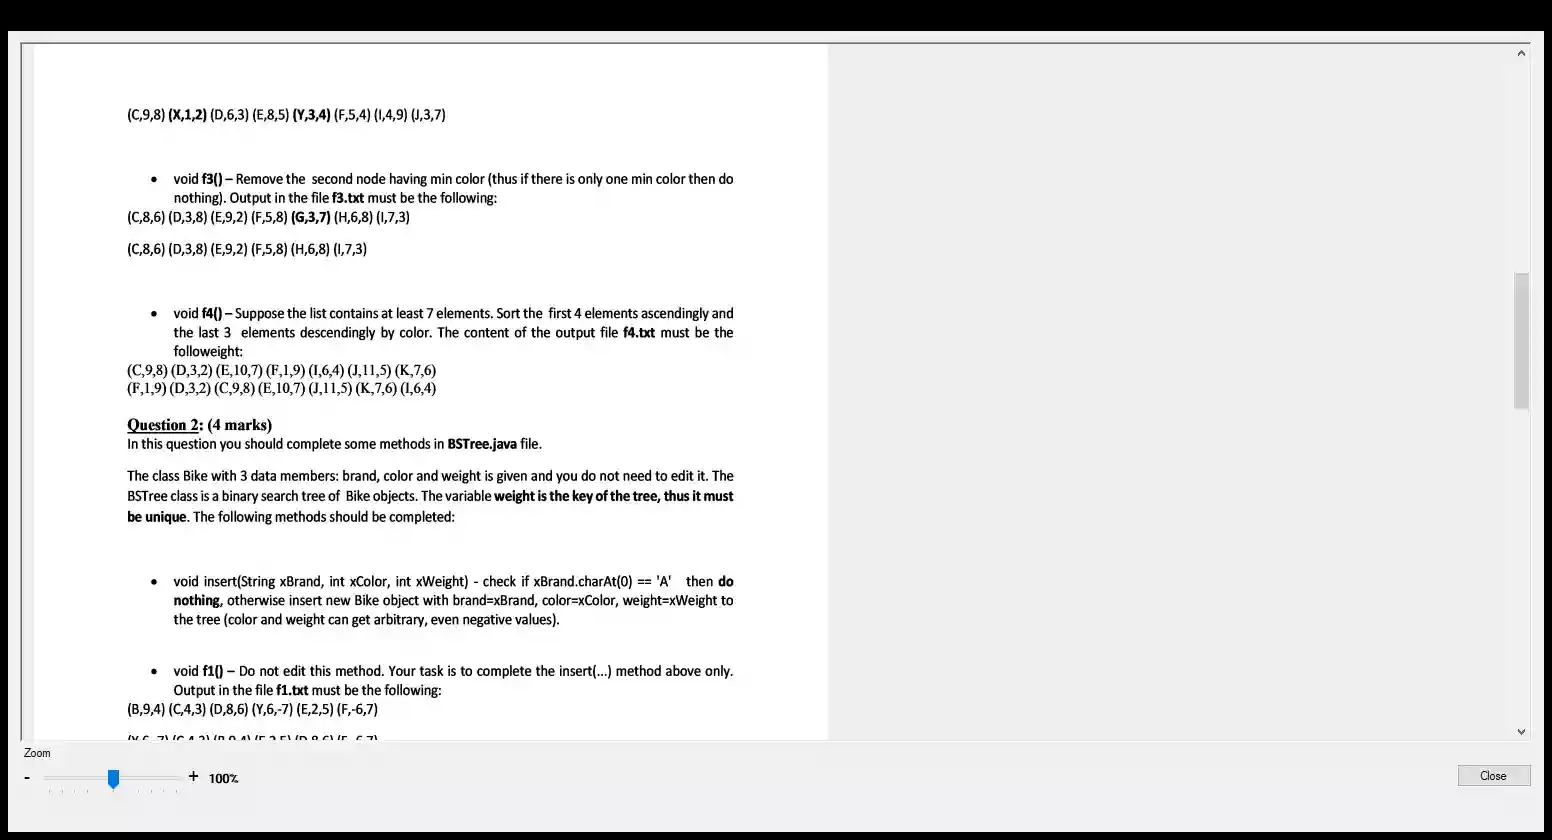 (C,9,8) (X,1,2) (D,6,3) (E,8,5) (Y,3,4) (F,5,4) (I,4,9) (J,3,7)
• void f3() – Remove the second node having min color (thus if there is only one min color then do
nothing). Output in the file f3.txt must be the following:
(C,8,6) (D,3,8) (E,9,2) (F,5,8) (G,3,7) (H,6,8) (I,7,3)
(C,8,6) (D,3,8) (E,9,2) (F,5,8) (H,6,8) (I,7,3)
• void f4() – Suppose the list contains at least 7 elements. Sort the first 4 elements ascendingly and
the last 3 elements descendingly by color. The content of the output file f4.txt must be the
followeight:
(C,9,8) (D,3,2) (E,10,7) (F,1,9) (I,6,4) (J,11,5) (K,7,6)
(F,1,9) (D,3,2) (C,9,8) (E,10,7) (J,11,5) (K,7,6) (I,6,4)
Question 2: (4 marks)
In this question you should complete some methods in BSTree.java file.
The class Bike with 3 data members: brand, color and weight is given and you do not need to edit it. The
BSTree class is a binary search tree of Bike objects. The variable weight is the key of the tree, thus it must
be unique. The following methods should be completed:
• void insert(String xBrand, int xColor, int xWeight) - check if xBrand.charAt(0) == 'A' then do
nothing, otherwise insert new Bike object with brand=xBrand, color=xColor, weight=xWeight to
the tree (color and weight can get arbitrary, even negative values).
• void f1() – Do not edit this method. Your task is to complete the insert(...) method above only.
Output in the file f1.txt must be the following:
(B,9,4) (C,4,3) (D,8,6) (Y,6,-7) (E,2,5) (F,-6,7)
(Y,6,-7) (C,4,3) (B,9,4) (E,2,5) (D,8,6) (F,-6,7)
Zoom
- + 100%
Close